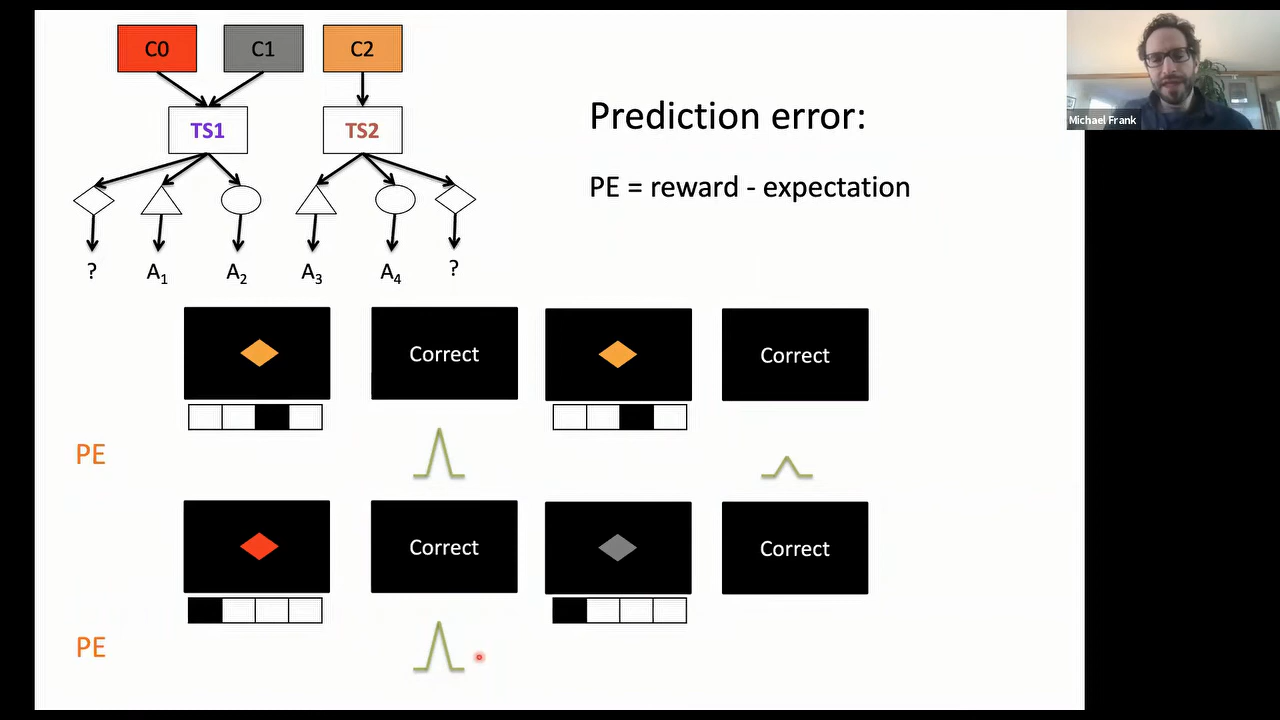 C0 C1 C2
Michael Frank
TS1 TS2
Prediction error:
PE = reward - expectation
? A1 A2 A3 A4 ?
Correct Correct
PE
Correct Correct
PE